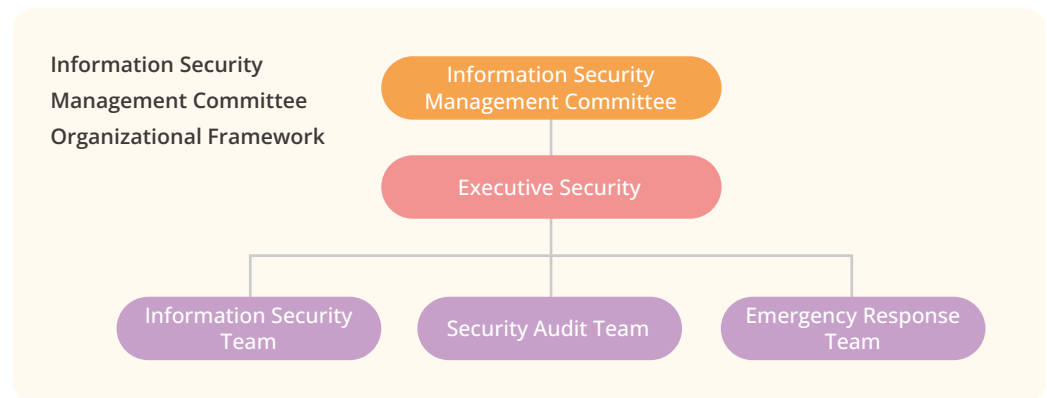 Information Security
Management Committee
Organizational Framework
Information Security
Management Committee
Executive Security
Information Security
Team
Security Audit Team
Emergency Response
Team